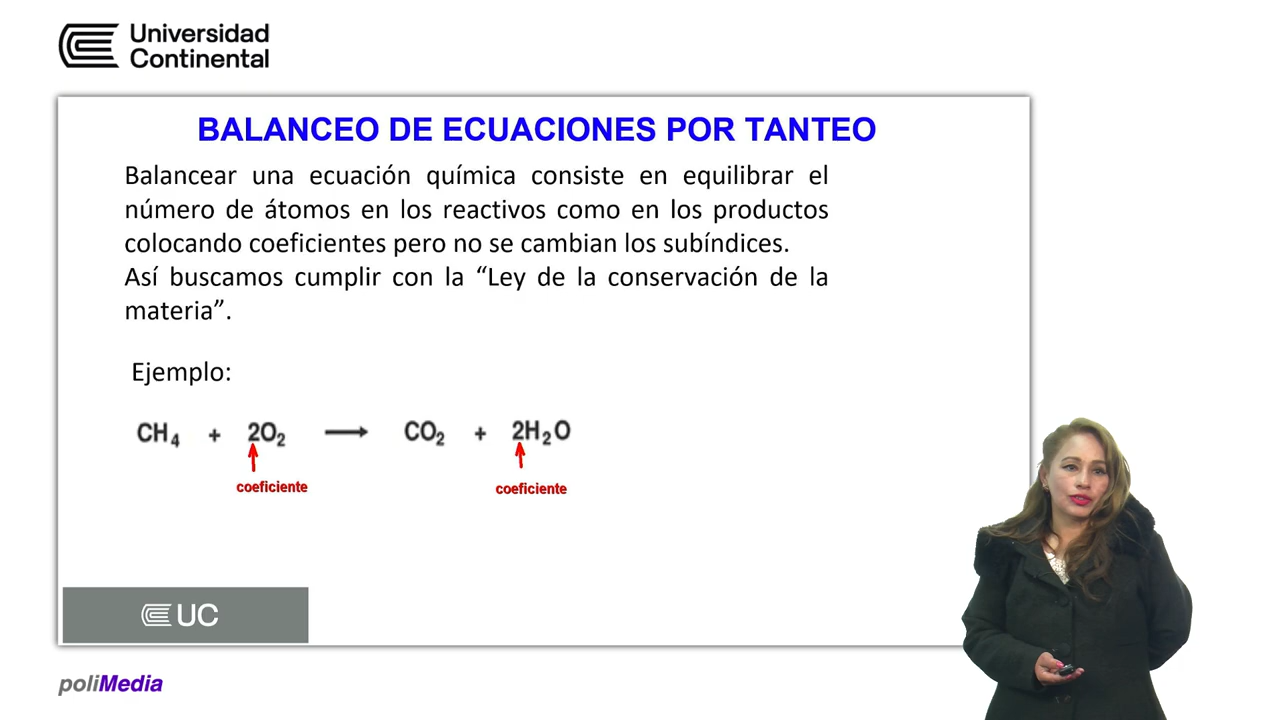 Universidad
Continental
BALANCEO DE ECUACIONES POR TANTEO
Balancear una ecuación química consiste en equilibrar el
número de átomos en los reactivos como en los productos
colocando coeficientes pero no se cambian los subíndices.
Así buscamos cumplir con la “Ley de la conservación de la
materia”.
Ejemplo:
CH₄ + 2O₂ ⟶ CO₂ + 2H₂O
coeficiente coeficiente
UC
poliMedia